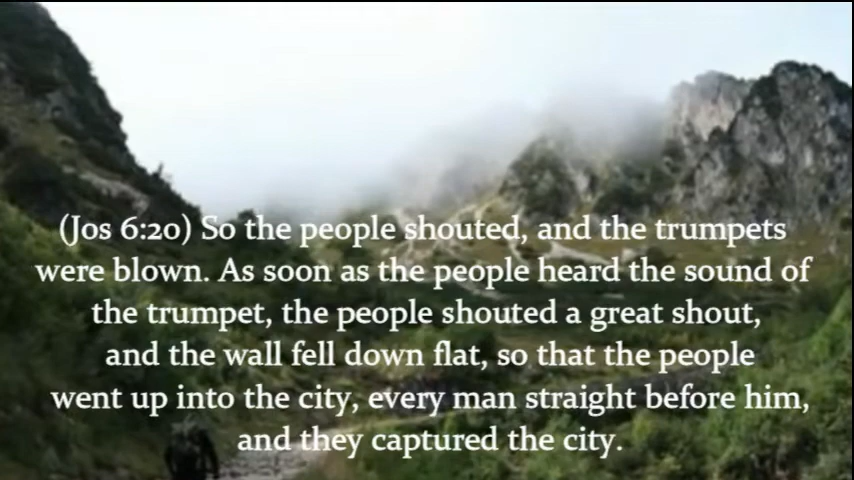 (Jos 6:20) So the people shouted, and the trumpets
were blown. As soon as the people heard the sound of
the trumpet, the people shouted a great shout,
and the wall fell down flat, so that the people
went up into the city, every man straight before him,
and they captured the city.